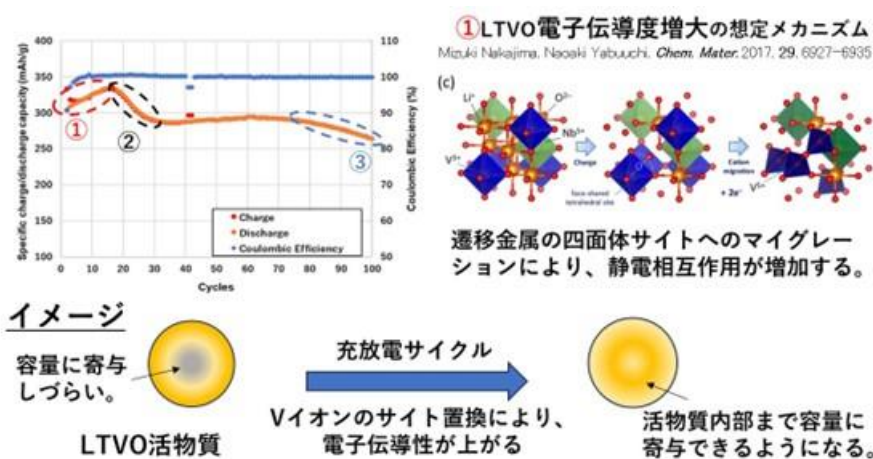 ①LTVO電子伝導度増大の想定メカニズム
Mizuki Nakajima, Naoaki Yabuuchi. Chem. Mater. 2017, 29, 6927−6935
400
350
300
250
200
150
100
110
100
90
80
70
60
50
0 10 20 30 40 50 60 70 80 90 100
Specific charge/discharge capacity (mAh/g)
Coulombic Efficiency (%)
Cycles
①
②
③
Charge
Discharge
Coulombic Efficiency
(c)
Li⁺
O²⁻
Nb⁵⁺
V³⁺
Charge
face-shared
tetrahedral site
Cation
migration
+ 2e⁻
V⁵⁺
遷移金属の四面体サイトへのマイグレー
ションにより、静電相互作用が増加する。
イメージ
容量に寄与
しづらい。
LTVO活物質
充放電サイクル
Vイオンのサイト置換により、
電子伝導性が上がる
活物質内部まで容量に
寄与できるようになる。